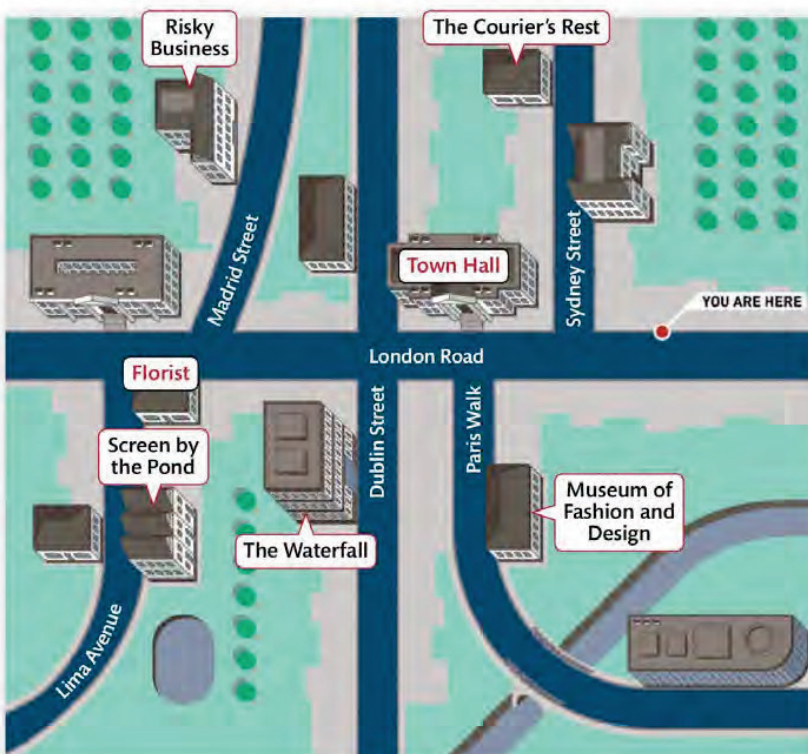 Risky
Business
The Courier's Rest
Madrid Street
Town Hall
Sydney Street
YOU ARE HERE
London Road
Florist
Dublin Street
Paris Walk
Screen by
the Pond
The Waterfall
Museum of
Fashion and
Design
Lima Avenue